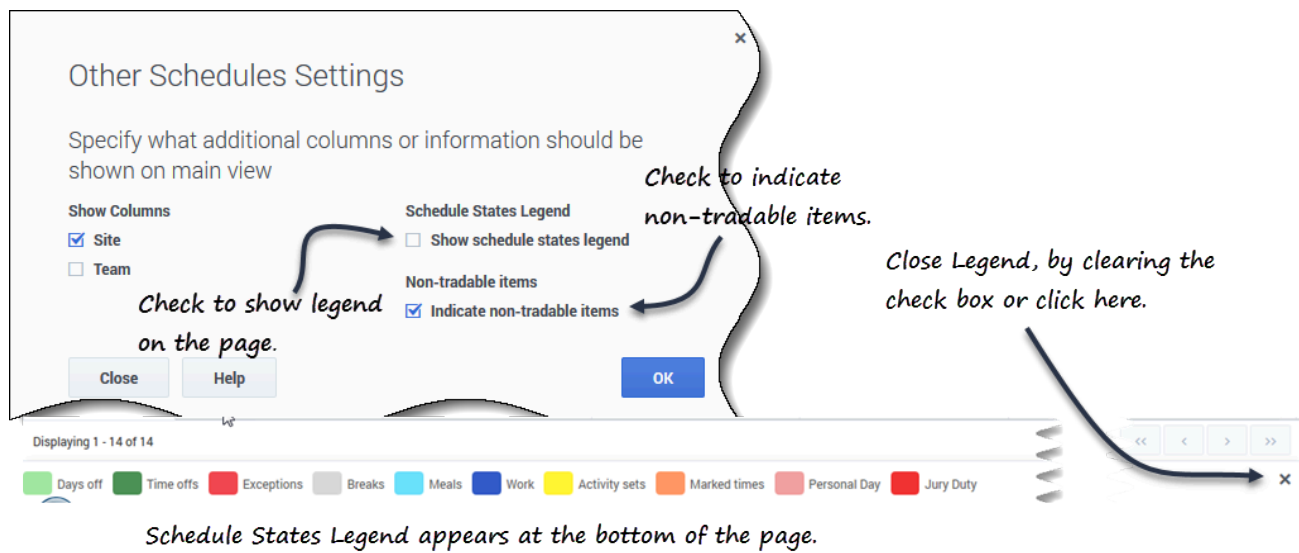 Other Schedules Settings
Specify what additional columns or information should be
shown on main view
Check to indicate
non-tradable items.
Show Columns
Site
Team
Schedule States Legend
Show schedule states legend
Non-tradable items
Indicate non-tradable items
Check to show legend
on the page.
Close Legend, by clearing the
check box or click here.
Close
Help
OK
Displaying 1 - 14 of 14
Days off Time offs Exceptions Breaks Meals Work Activity sets Marked times Personal Day Jury Duty
Schedule States Legend appears at the bottom of the page.